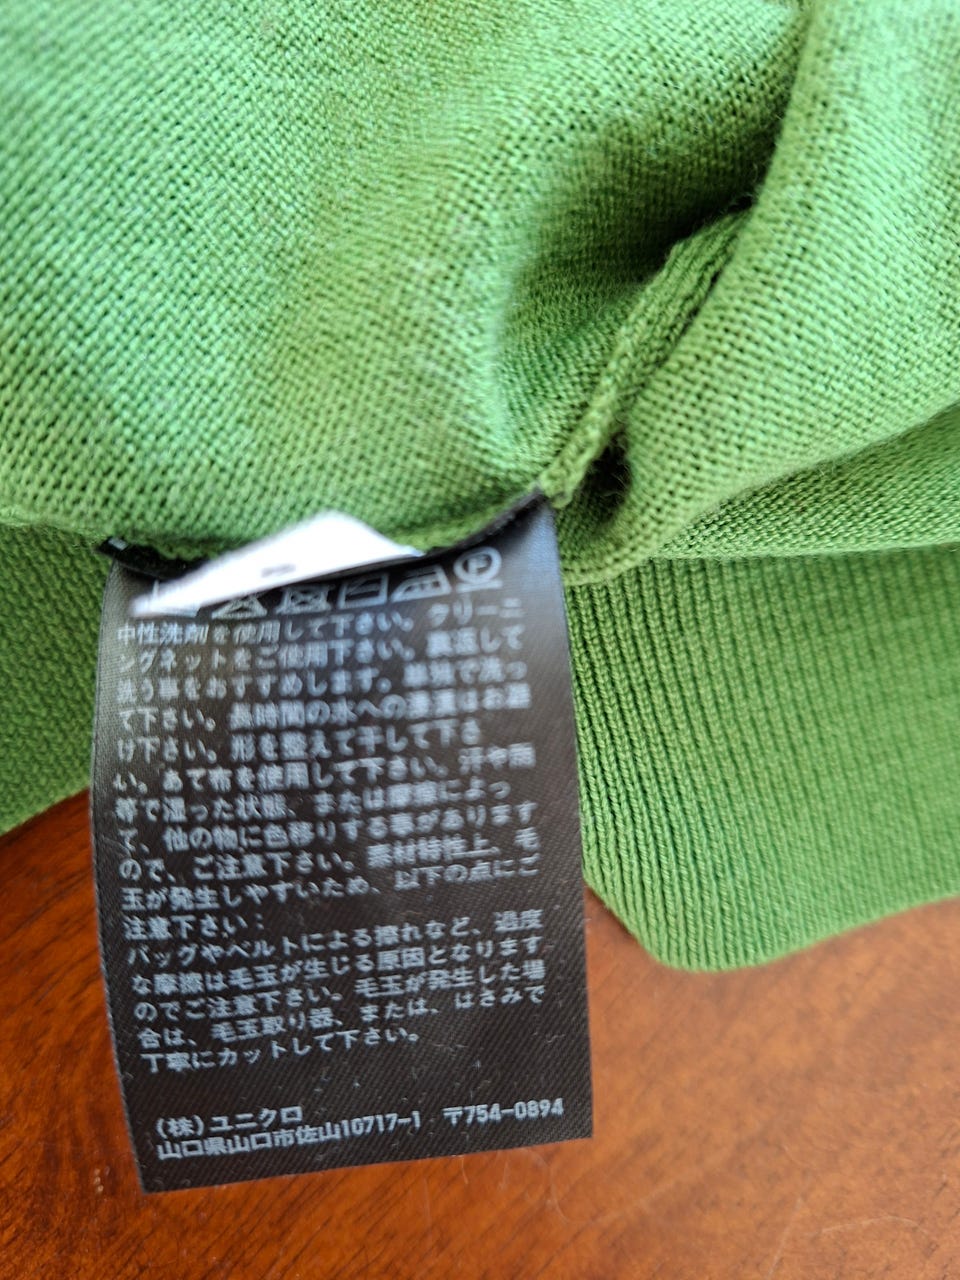 中性洗剤を使用して下さい。クリーニ
ングネットをご使用下さい。裏返して
洗う事をおすすめします。単独で洗っ
て下さい。長時間の水への浸漬はお避
け下さい。形を整えて干して下さ
い。あて布を使用して下さい。汗や雨
等で湿った状態、または摩擦によっ
て、他の物に色移りする事があります
ので、ご注意下さい。素材特性上、毛
玉が発生しやすいため、以下の点にご
注意下さい：
バッグやベルトによる擦れなど、過度
な摩擦は毛玉が生じる原因となります
のでご注意下さい。毛玉が発生した場
合は、毛玉取り器、または、はさみで
丁寧にカットして下さい。
(株)ユニクロ
山口県山口市佐山10717-1 〒754-0894